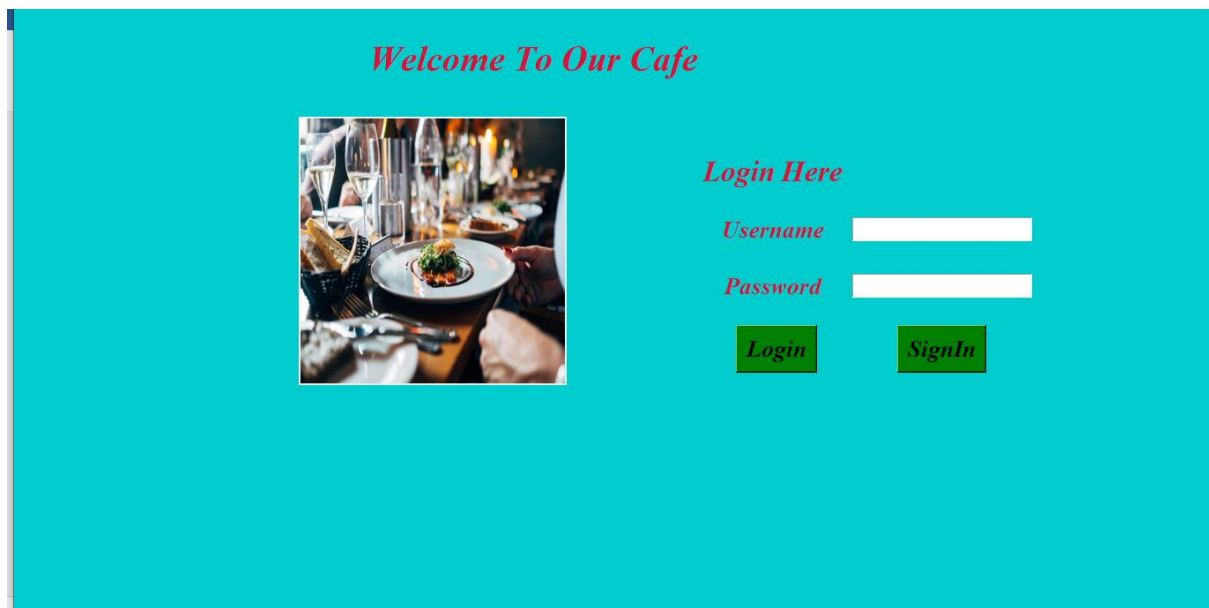 Welcome To Our Cafe
Login Here
Username
Password
Login
SignIn